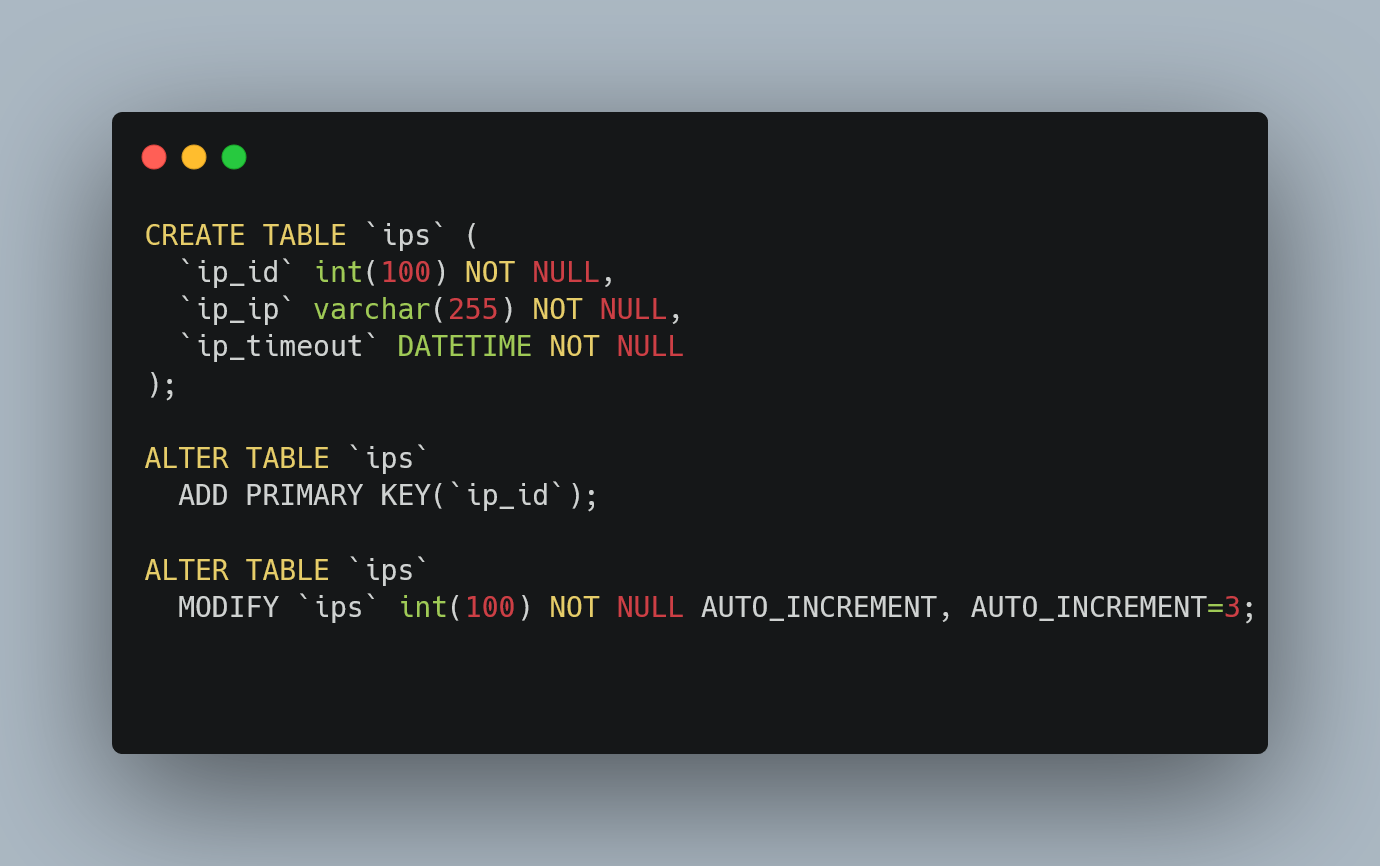 CREATE TABLE `ips` (
  `ip_id` int(100) NOT NULL,
  `ip_ip` varchar(255) NOT NULL,
  `ip_timeout` DATETIME NOT NULL
);

ALTER TABLE `ips`
  ADD PRIMARY KEY(`ip_id`);

ALTER TABLE `ips`
  MODIFY `ips` int(100) NOT NULL AUTO_INCREMENT, AUTO_INCREMENT=3;